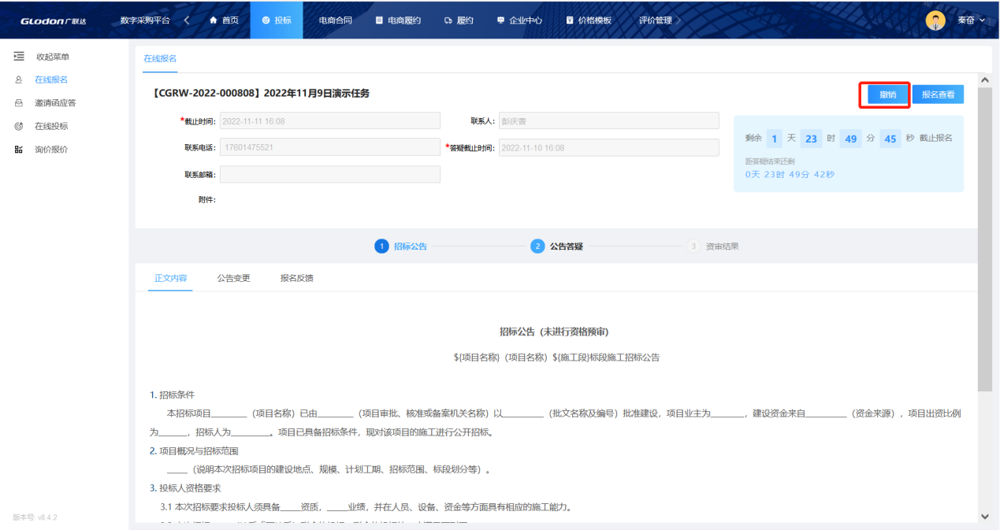 GLodon广联达 数字采购平台 首页 投标 电商合同 电商履约 履约 企业中心 价格模板 评价管理 秦奋
收起菜单
在线报名
邀请函应答
在线投标
询价报价
版本号: v8.4.2
在线报名
【CGRW-2022-000808】2022年11月9日演示任务
撤销 报名查看
*截止时间: 2022-11-11 16:08 联系人: 彭庆善
联系电话: 17601475521 *答疑截止时间: 2022-11-10 16:08
联系邮箱:
附件:
剩余 1 天 23 时 49 分 45 秒 截止报名
距答疑结束还剩
0天 23时 49分 42秒
1 招标公告 2 公告答疑 3 资审结果
正文内容 公告变更 报名反馈
招标公告（未进行资格预审）
${项目名称}（项目名称）${施工段}标段施工招标公告
1. 招标条件
本招标项目_______（项目名称）已由_______（项目审批、核准或备案机关名称）以________（批文名称及编号）批准建设，项目业主为______，建设资金来自________（资金来源），项目出资比例
为_____，招标人为_______。项目已具备招标条件，现对该项目的施工进行公开招标。
2. 项目概况与招标范围
____（说明本次招标项目的建设地点、规模、计划工期、招标范围、标段划分等）。
3. 投标人资格要求
3.1 本次招标要求投标人须具备____资质，____业绩，并在人员、设备、资金等方面具有相应的施工能力。